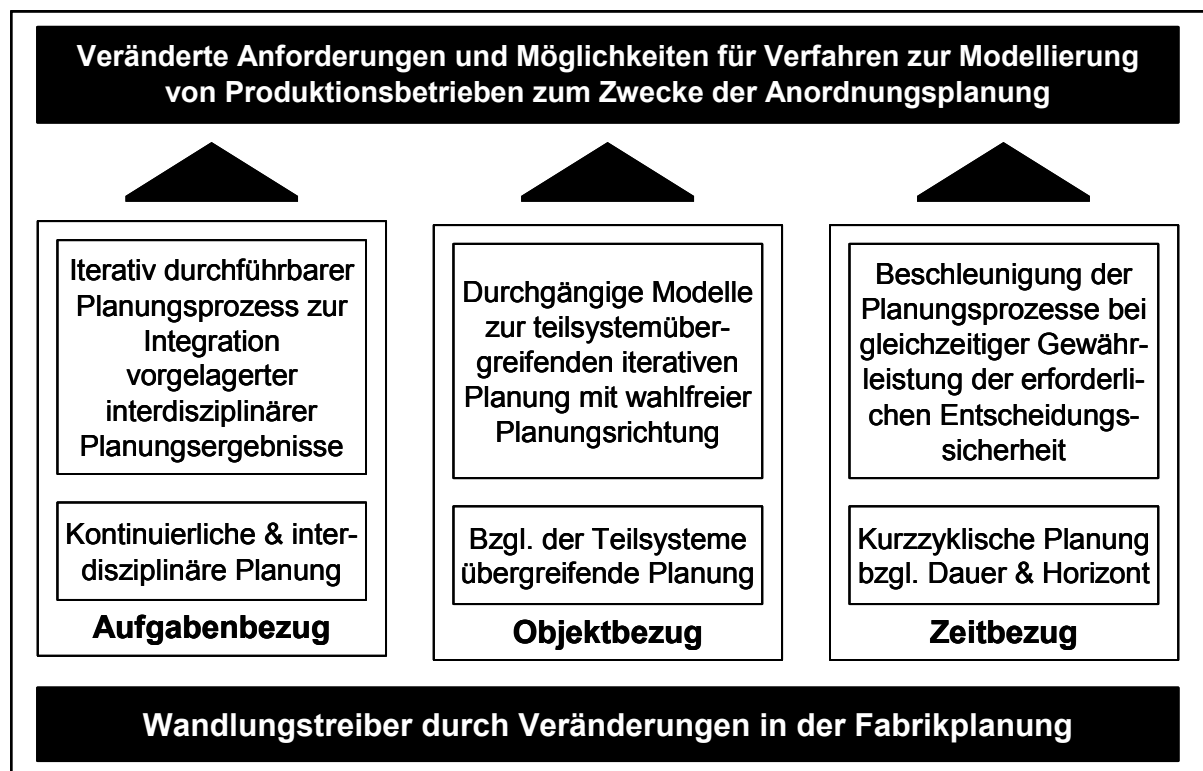 Veränderte Anforderungen und Möglichkeiten für Verfahren zur Modellierung
von Produktionsbetrieben zum Zwecke der Anordnungsplanung
Iterativ durchführbarer
Planungsprozess zur
Integration
vorgelagerter
interdisziplinärer
Planungsergebnisse
Kontinuierliche & inter-
disziplinäre Planung
Aufgabenbezug
Durchgängige Modelle
zur teilsystemüber-
greifenden iterativen
Planung mit wahlfreier
Planungsrichtung
Bzgl. der Teilsysteme
übergreifende Planung
Objektbezug
Beschleunigung der
Planungsprozesse bei
gleichzeitiger Gewähr-
leistung der erforderli-
chen Entscheidungs-
sicherheit
Kurzzyklische Planung
bzgl. Dauer & Horizont
Zeitbezug
Wandlungstreiber durch Veränderungen in der Fabrikplanung